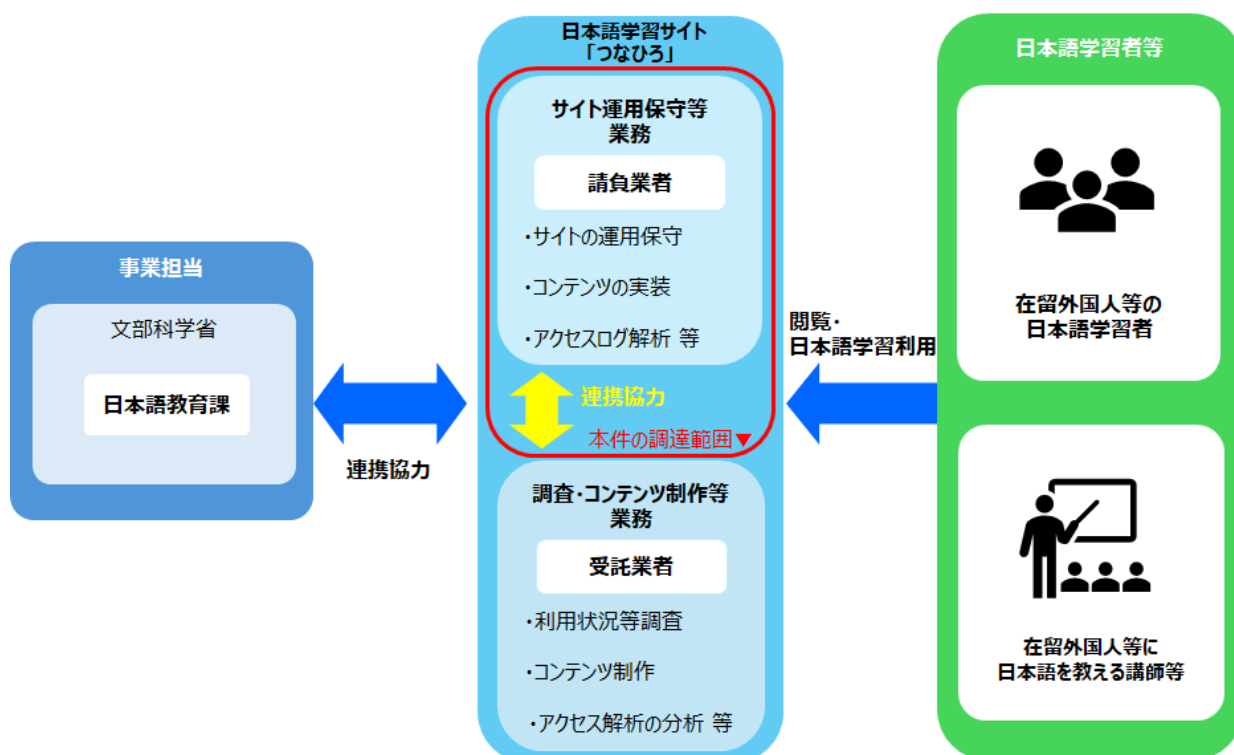 事業担当
文部科学省
日本語教育課
連携協力
日本語学習サイト
「つなひろ」
サイト運用保守等
業務
請負業者
・サイトの運用保守
・コンテンツの実装
・アクセスログ解析 等
連携協力
本件の調達範囲▼
調査・コンテンツ制作等
業務
受託業者
・利用状況等調査
・コンテンツ制作
・アクセス解析の分析 等
閲覧・
日本語学習利用
日本語学習者等
在留外国人等の
日本語学習者
在留外国人等に
日本語を教える講師等